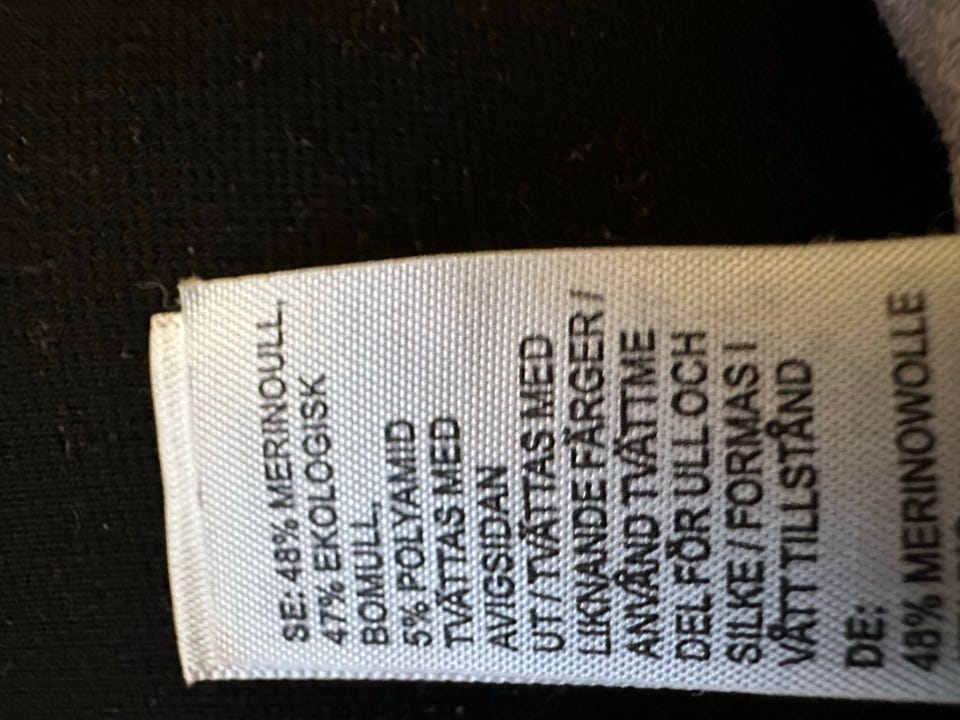 SE: 48% MERINOULL,
47% EKOLOGISK
BOMULL,
5% POLYAMID
TVÄTTAS MED
AVIGSIDAN
UT / TVÄTTAS MED
LIKNANDE FÄRGER /
ANVÄND TVÄTTME
DEL FÖR ULL OCH
SILKE / FORMAS I
VÅTT TILLSTÅND
DE:
48% MERINOWOLLE